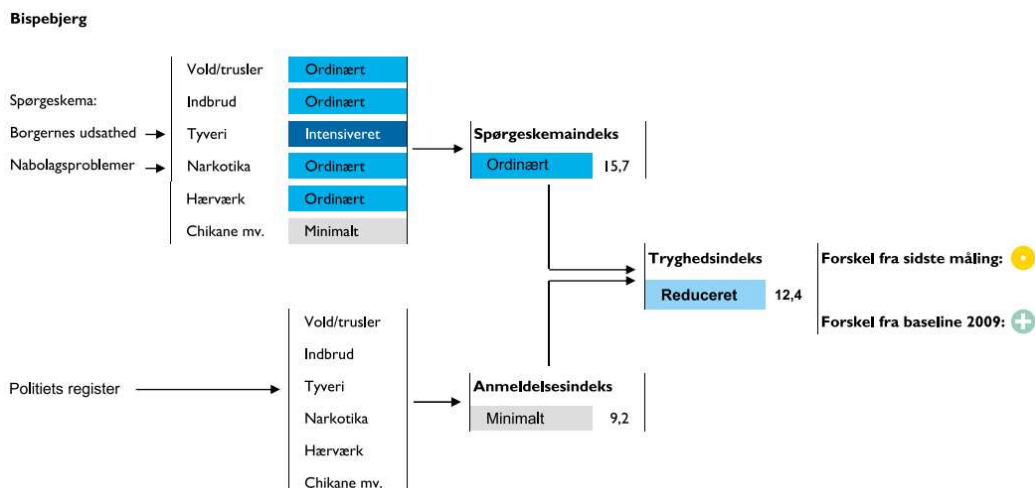 Bispebjerg
Spørgeskema:
Borgernes udsathed
Nabolagsproblemer
Vold/trusler Ordinært
Indbrud Ordinært
Tyveri Intensiveret
Narkotika Ordinært
Hærværk Ordinært
Chikane mv. Minimalt
Spørgeskemaindeks
Ordinært 15,7
Tryghedsindeks
Reduceret 12,4
Forskel fra sidste måling:
Forskel fra baseline 2009:
Politiets register
Vold/trusler
Indbrud
Tyveri
Narkotika
Hærværk
Chikane mv.
Anmeldelsesindeks
Minimalt 9,2